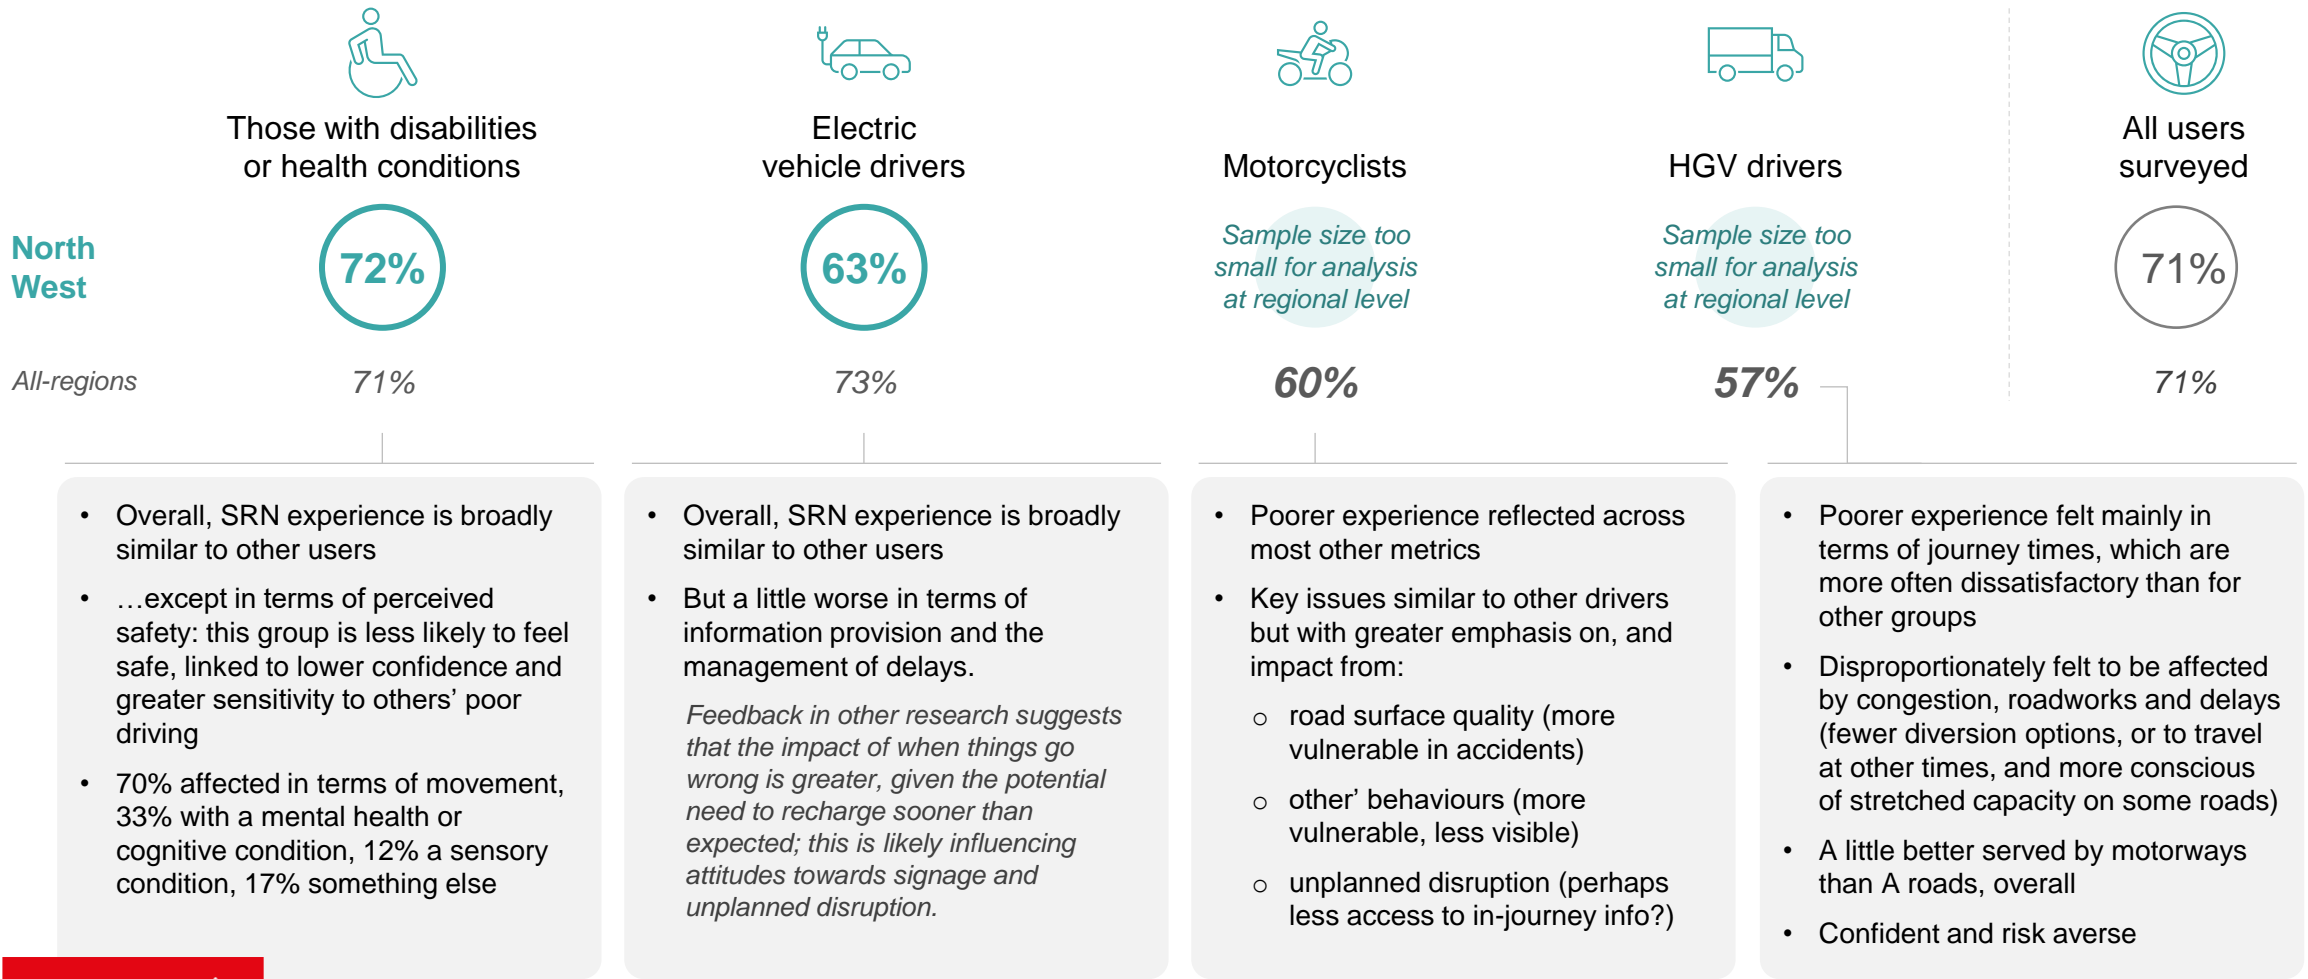 Those with disabilities
or health conditions
Electric
vehicle drivers
Motorcyclists
HGV drivers
All users
surveyed
North
West
72%
63%
Sample size too
small for analysis
at regional level
Sample size too
small for analysis
at regional level
71%
All-regions
71%
73%
60%
57%
71%
• Overall, SRN experience is broadly
similar to other users
• …except in terms of perceived
safety: this group is less likely to feel
safe, linked to lower confidence and
greater sensitivity to others’ poor
driving
• 70% affected in terms of movement,
33% with a mental health or
cognitive condition, 12% a sensory
condition, 17% something else
• Overall, SRN experience is broadly
similar to other users
• But a little worse in terms of
information provision and the
management of delays.
Feedback in other research suggests
that the impact of when things go
wrong is greater, given the potential
need to recharge sooner than
expected; this is likely influencing
attitudes towards signage and
unplanned disruption.
• Poorer experience reflected across
most other metrics
• Key issues similar to other drivers
but with greater emphasis on, and
impact from:
o road surface quality (more
vulnerable in accidents)
o other’ behaviours (more
vulnerable, less visible)
o unplanned disruption (perhaps
less access to in-journey info?)
• Poorer experience felt mainly in
terms of journey times, which are
more often dissatisfactory than for
other groups
• Disproportionately felt to be affected
by congestion, roadworks and delays
(fewer diversion options, or to travel
at other times, and more conscious
of stretched capacity on some roads)
• A little better served by motorways
than A roads, overall
• Confident and risk averse